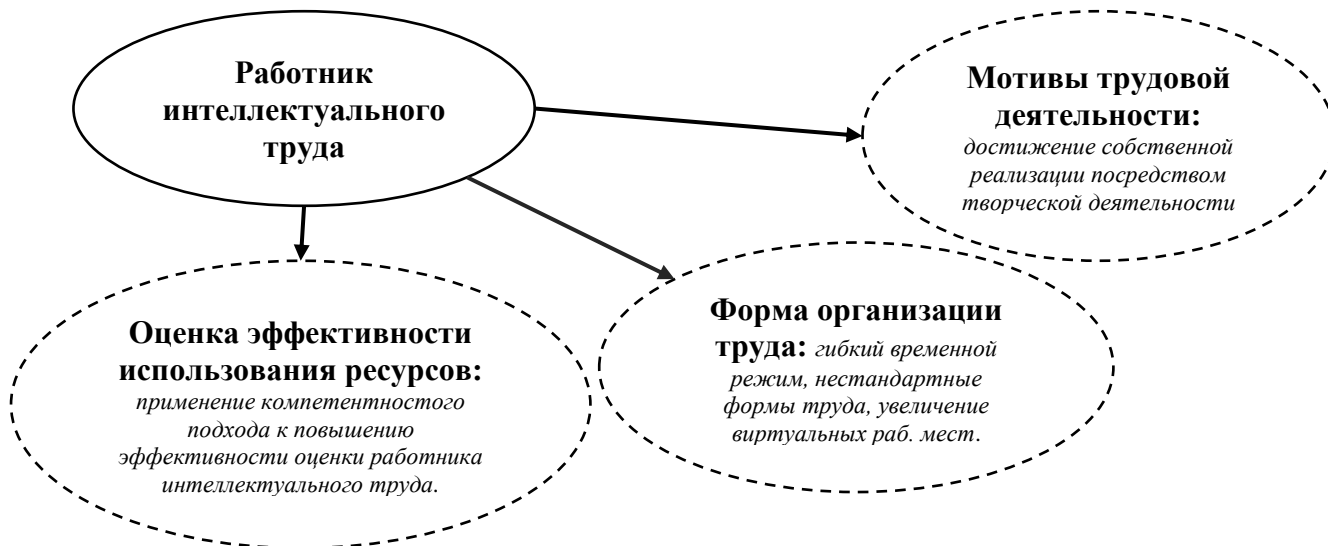 Работник
интеллектуального
труда
Мотивы трудовой
деятельности:
достижение собственной
реализации посредством
творческой деятельности
Оценка эффективности
использования ресурсов:
применение компетентостого
подхода к повышению
эффективности оценки работника
интеллектуального труда.
Форма организации
труда: гибкий временной
режим, нестандартные
формы труда, увеличение
виртуальных раб. мест.